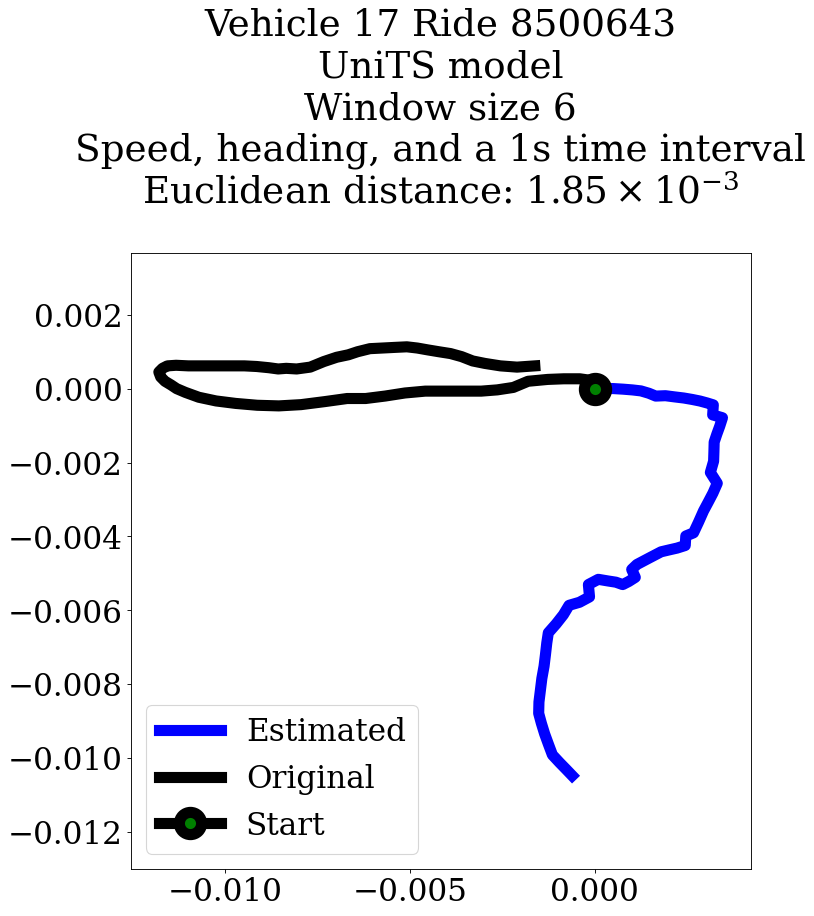 Vehicle 17 Ride 8500643
UniTS model
Window size 6
Speed, heading, and a 1s time interval
Euclidean distance: 1.85 × 10⁻³
0.002
0.000
−0.002
−0.004
−0.006
−0.008
−0.010
−0.012
Estimated
Original
Start
−0.010
−0.005
0.000